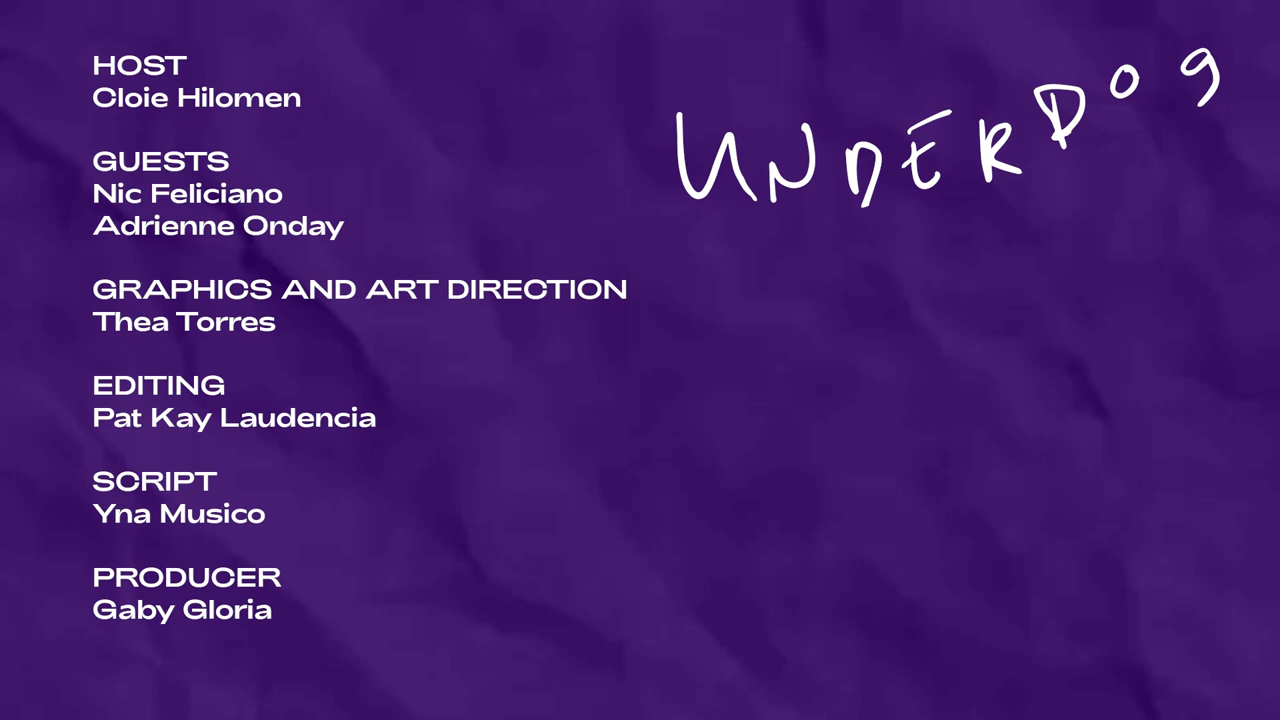 HOST
Cloie Hilomen
GUESTS
Nic Feliciano
Adrienne Onday
GRAPHICS AND ART DIRECTION
Thea Torres
EDITING
Pat Kay Laudencia
SCRIPT
Yna Musico
PRODUCER
Gaby Gloria
UNDERDog